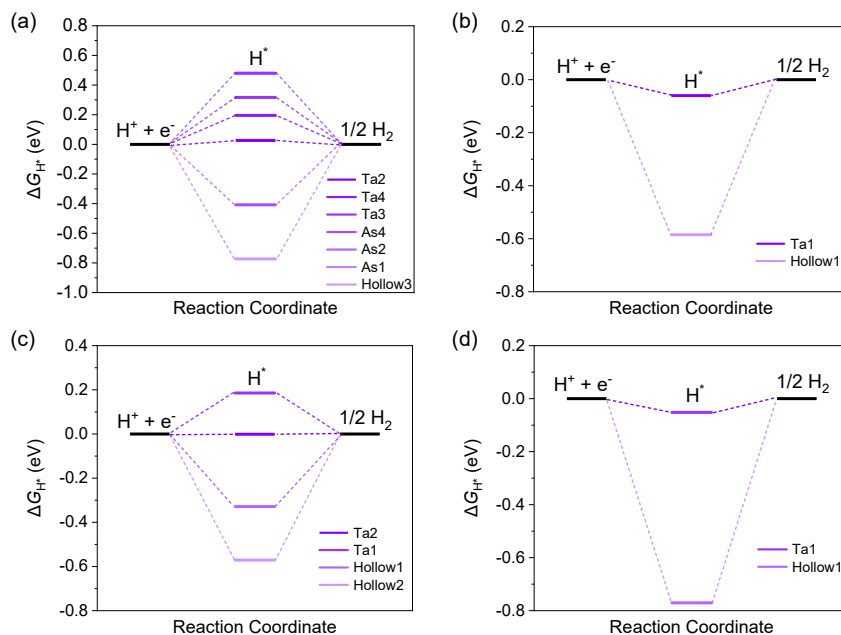 (a)
H*
H+ + e-
1/2 H2
ΔGH* (eV)
0.8
0.6
0.4
0.2
0.0
-0.2
-0.4
-0.6
-0.8
-1.0
Ta2
Ta4
Ta3
As4
As2
As1
Hollow3
Reaction Coordinate
(b)
H+ + e-
H*
1/2 H2
ΔGH* (eV)
0.2
0.0
-0.2
-0.4
-0.6
-0.8
Ta1
Hollow1
Reaction Coordinate
(c)
H*
H+ + e-
1/2 H2
ΔGH* (eV)
0.4
0.2
0.0
-0.2
-0.4
-0.6
-0.8
Ta2
Ta1
Hollow1
Hollow2
Reaction Coordinate
(d)
H+ + e-
H*
1/2 H2
ΔGH* (eV)
0.2
0.0
-0.2
-0.4
-0.6
-0.8
Ta1
Hollow1
Reaction Coordinate